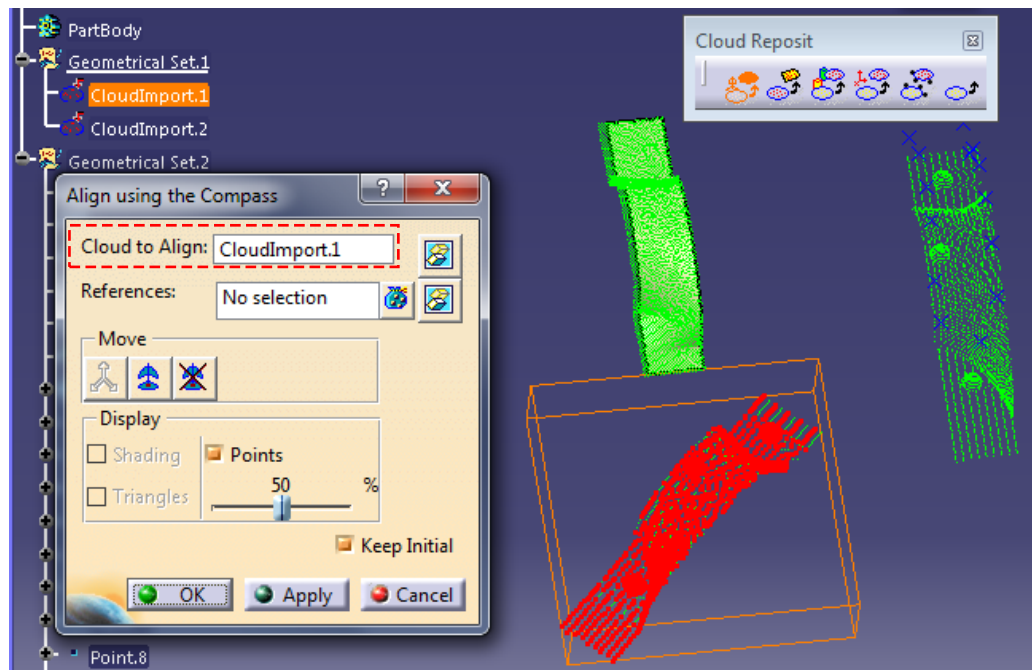 PartBody
Geometrical Set.1
CloudImport.1
CloudImport.2
Geometrical Set.2
Cloud Reposit
Align using the Compass
?
X
Cloud to Align: CloudImport.1
References: No selection
Move
Display
Shading
Points
Triangles
50 %
Keep Initial
OK Apply Cancel
Point.8